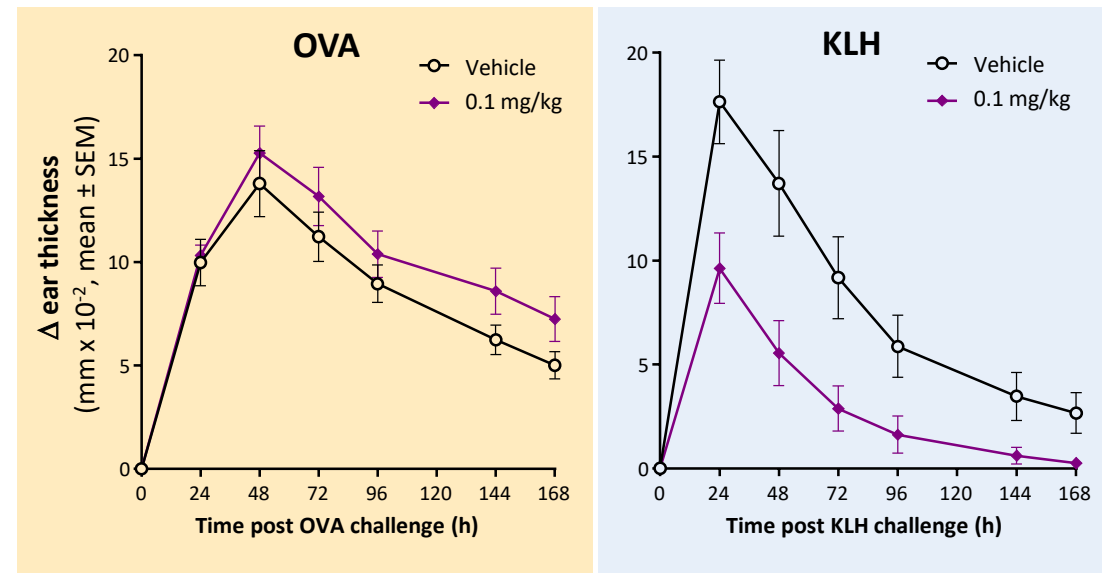 OVA
Vehicle
0.1 mg/kg
Δ ear thickness
(mm x 10⁻², mean ± SEM)
20
15
10
5
0
0 24 48 72 96 120 144 168
Time post OVA challenge (h)
KLH
Vehicle
0.1 mg/kg
20
15
10
5
0
0 24 48 72 96 120 144 168
Time post KLH challenge (h)